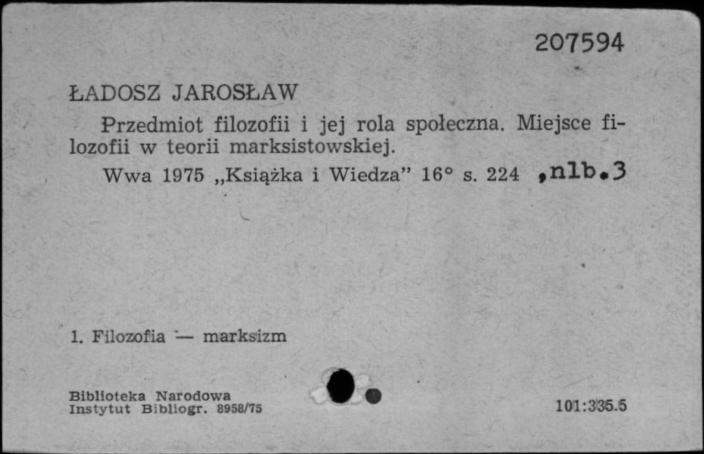 207594
ŁADOSZ JAROSŁAW
Przedmiot filozofii i jej rola społeczna. Miejsce fi-
lozofii w teorii marksistowskiej.
Wwa 1975 „Książka i Wiedza” 16° s. 224 ,nlb.3
1. Filozofia — marksizm
Biblioteka Narodowa
Instytut Bibliogr. 8958/75
101:335.5